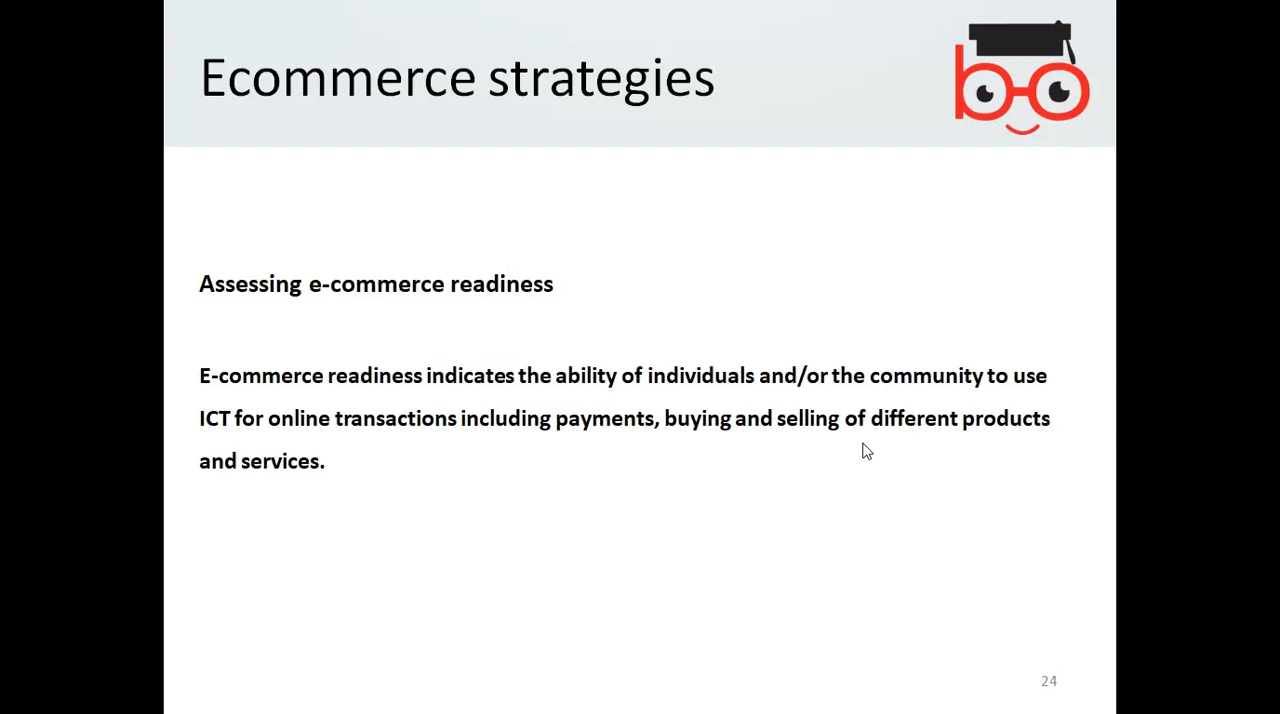 Ecommerce strategies
Assessing e-commerce readiness
E-commerce readiness indicates the ability of individuals and/or the community to use
ICT for online transactions including payments, buying and selling of different products
and services.
24